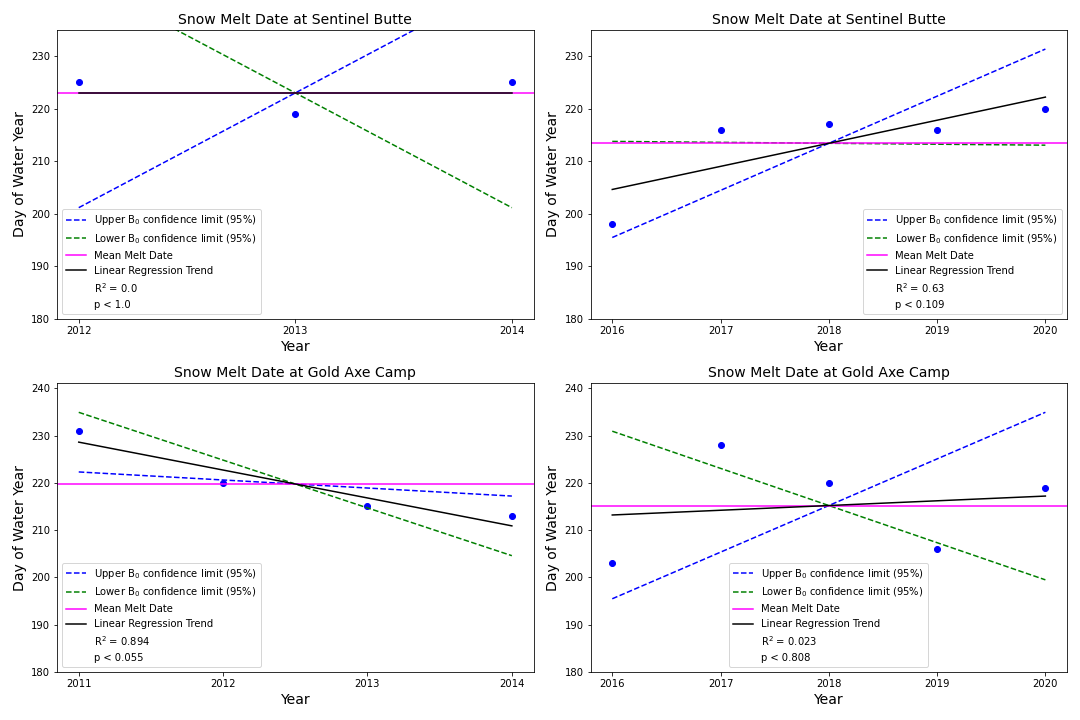 Snow Melt Date at Sentinel Butte
Day of Water Year
230
220
210
200
190
180
Upper B₀ confidence limit (95%)
Lower B₀ confidence limit (95%)
Mean Melt Date
Linear Regression Trend
R² = 0.0
p < 1.0
2012
2013
2014
Year
Snow Melt Date at Sentinel Butte
Day of Water Year
230
220
210
200
190
180
Upper B₀ confidence limit (95%)
Lower B₀ confidence limit (95%)
Mean Melt Date
Linear Regression Trend
R² = 0.63
p < 0.109
2016
2017
2018
2019
2020
Year
Snow Melt Date at Gold Axe Camp
Day of Water Year
240
230
220
210
200
190
180
Upper B₀ confidence limit (95%)
Lower B₀ confidence limit (95%)
Mean Melt Date
Linear Regression Trend
R² = 0.894
p < 0.055
2011
2012
2013
2014
Year
Snow Melt Date at Gold Axe Camp
Day of Water Year
240
230
220
210
200
190
180
Upper B₀ confidence limit (95%)
Lower B₀ confidence limit (95%)
Mean Melt Date
Linear Regression Trend
R² = 0.023
p < 0.808
2016
2017
2018
2019
2020
Year